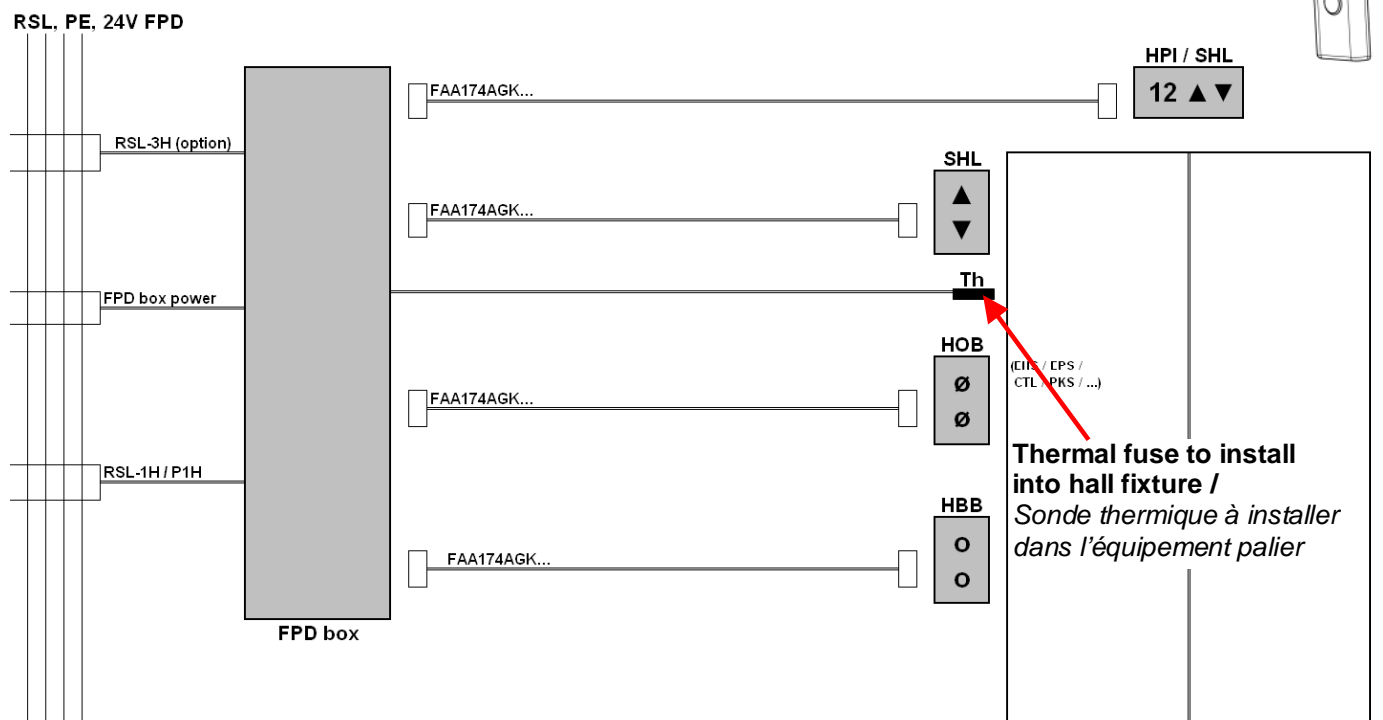 RSL, PE, 24V FPD
HPI / SHL
12 ▲ ▼
FAA174AGK...
RSL-3H (option)
SHL
▲
▼
FAA174AGK...
Th
FPD box power
HOB
Ø
Ø
(EHS / EPS /
CTL / PKS / ...)
FAA174AGK...
Thermal fuse to install
into hall fixture /
Sonde thermique à installer
dans l'équipement palier
RSL-1H / P1H
HBB
O
O
FAA174AGK...
FPD box